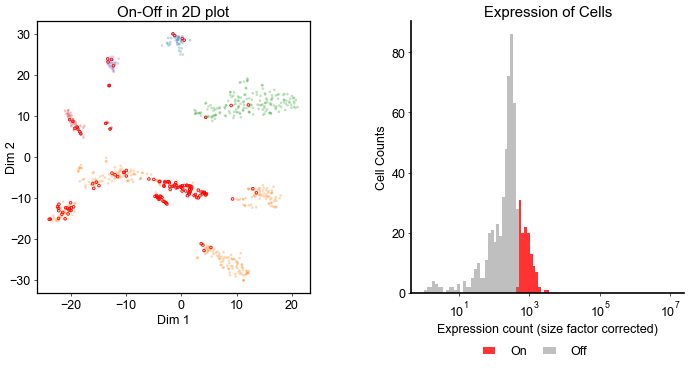 On-Off in 2D plot
Expression of Cells
30
20
10
0
−10
−20
−30
Dim 2
−20
−10
0
10
20
Dim 1
80
60
40
20
0
Cell Counts
10^1
10^3
10^5
10^7
Expression count (size factor corrected)
On
Off